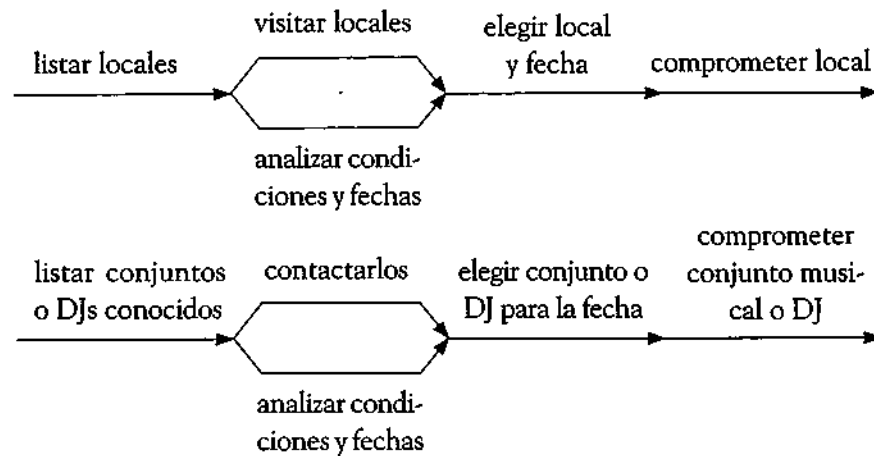 listar locales
visitar locales
analizar condi-
ciones y fechas
elegir local
y fecha
comprometer local
listar conjuntos
o DJs conocidos
contactarlos
analizar condi-
ciones y fechas
elegir conjunto o
DJ para la fecha
comprometer
conjunto musi-
cal o DJ